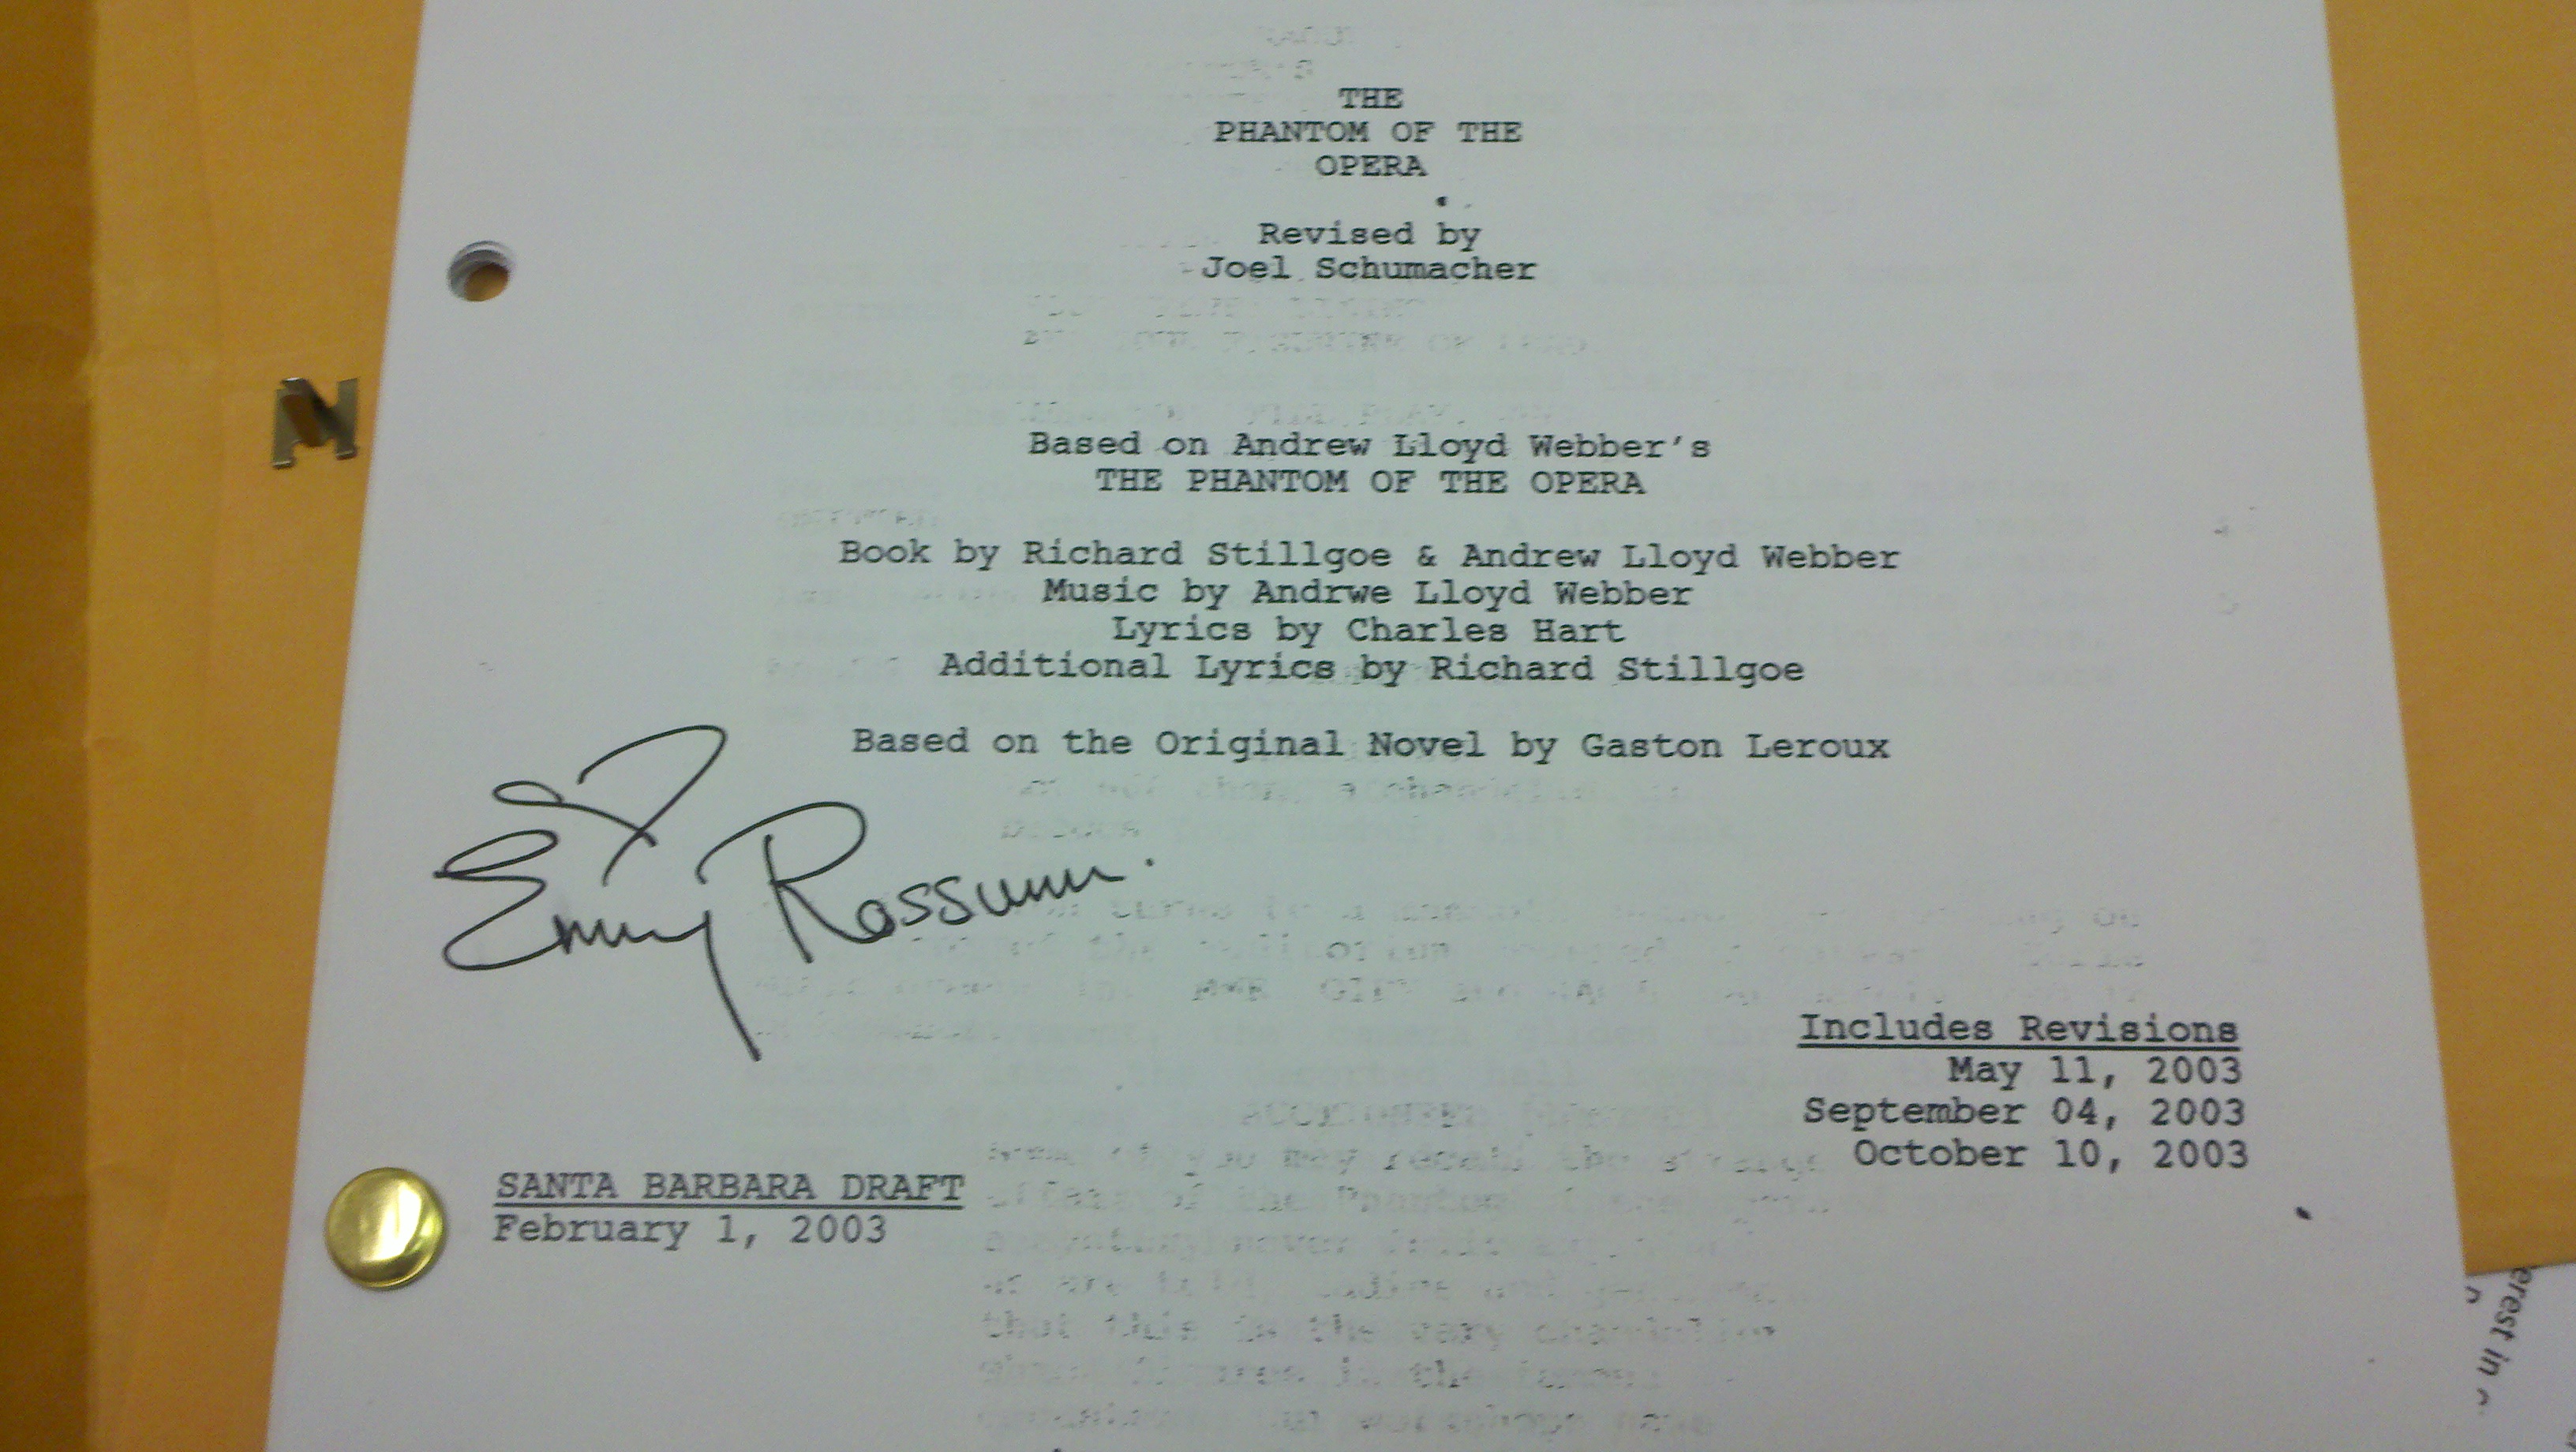 THE
PHANTOM OF THE
OPERA
Revised by
Joel Schumacher
Based on Andrew Lloyd Webber's
THE PHANTOM OF THE OPERA
Book by Richard Stillgoe & Andrew Lloyd Webber
Music by Andrwe Lloyd Webber
Lyrics by Charles Hart
Additional Lyrics by Richard Stillgoe
Based on the Original Novel by Gaston Leroux
Emmy Rossum
Includes Revisions
May 11, 2003
September 04, 2003
October 10, 2003
SANTA BARBARA DRAFT
February 1, 2003
erest in